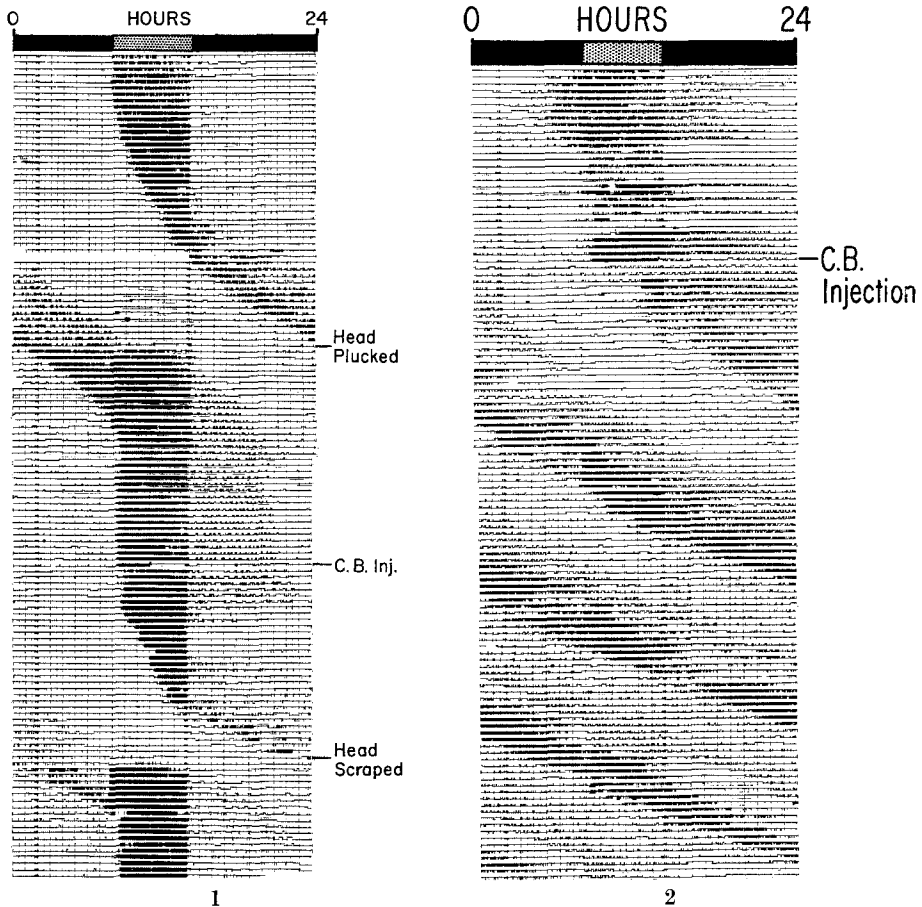 0 HOURS 24
Head
Plucked
C.B. Inj.
Head
Scraped
1
0 HOURS 24
C.B.
Injection
2